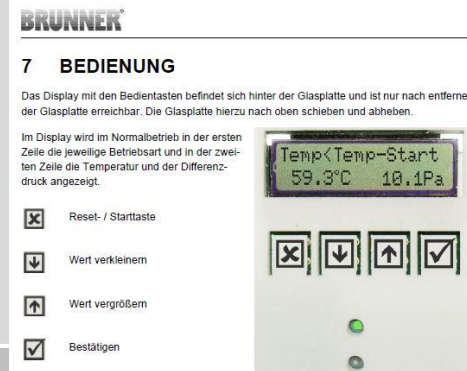 BRUNNER®
7 BEDIENUNG
Das Display mit den Bedientasten befindet sich hinter der Glasplatte und ist nur nach entferne
der Glasplatte erreichbar. Die Glasplatte hierzu nach oben schieben und abheben.
Im Display wird im Normalbetrieb in der ersten
Zeile die jeweilige Betriebsart und in der zwei-
ten Zeile die Temperatur und der Differenz-
druck angezeigt.
Reset- / Starttaste
Wert verkleinern
Wert vergrößern
Bestätigen
Temp<Temp-Start
59.3°C 10.1Pa